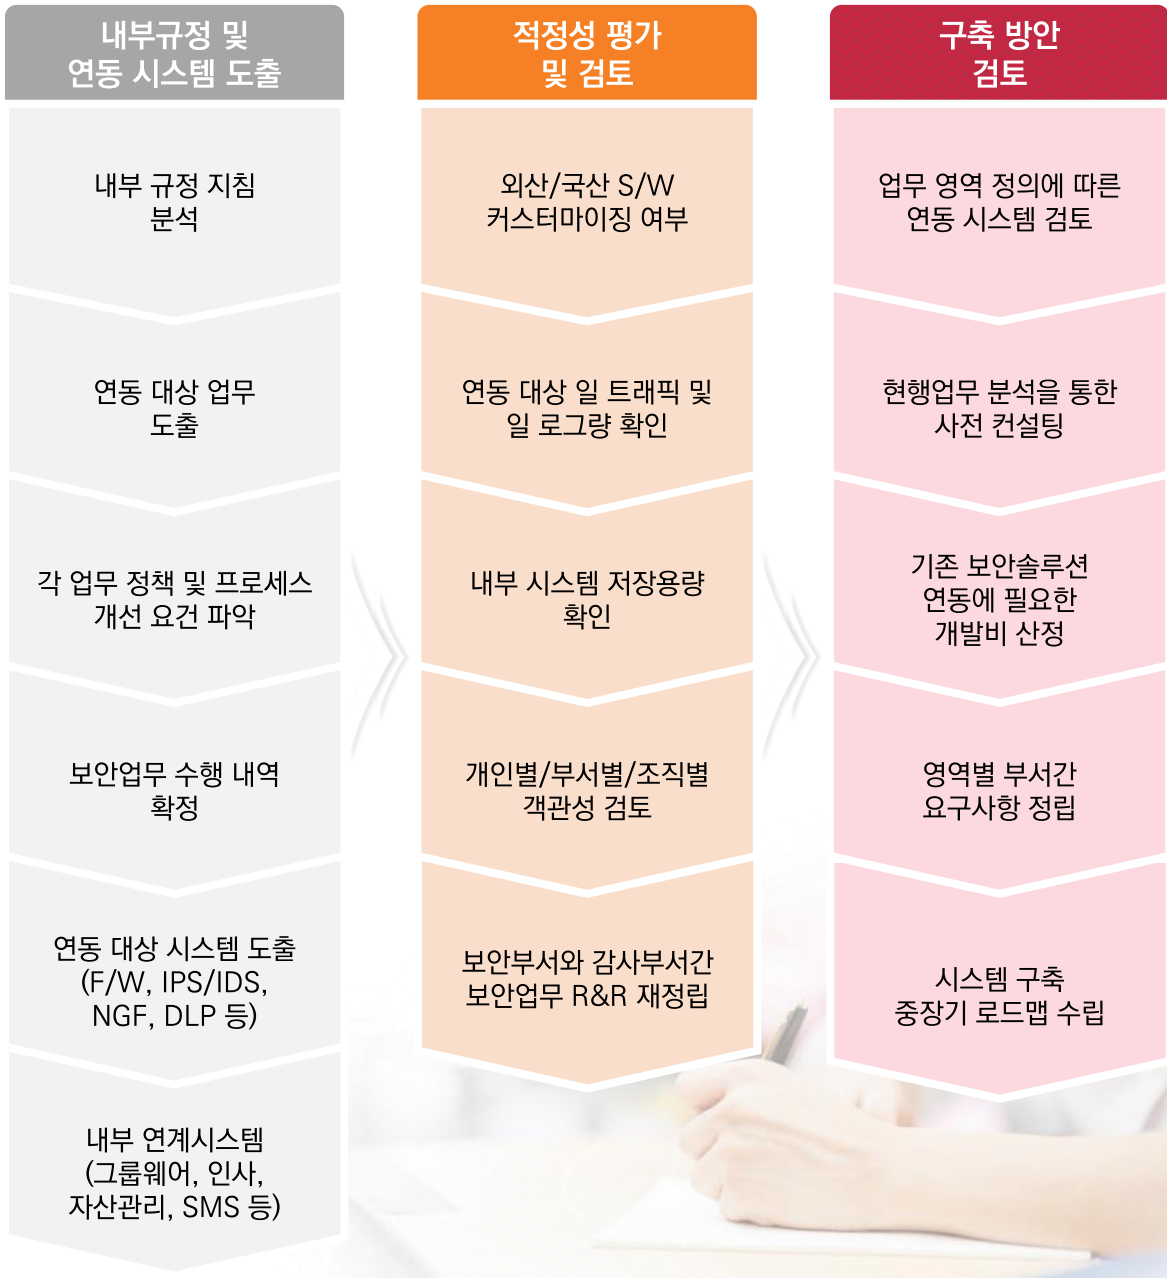 내부규정 및
연동 시스템 도출
내부 규정 지침
분석
연동 대상 업무
도출
각 업무 정책 및 프로세스
개선 요건 파악
보안업무 수행 내역
확정
연동 대상 시스템 도출
(F/W, IPS/IDS,
NGF, DLP 등)
내부 연계시스템
(그룹웨어, 인사,
자산관리, SMS 등)
적정성 평가
및 검토
외산/국산 S/W
커스터마이징 여부
연동 대상 일 트래픽 및
일 로그량 확인
내부 시스템 저장용량
확인
개인별/부서별/조직별
객관성 검토
보안부서와 감사부서간
보안업무 R&R 재정립
구축 방안
검토
업무 영역 정의에 따른
연동 시스템 검토
현행업무 분석을 통한
사전 컨설팅
기존 보안솔루션
연동에 필요한
개발비 산정
영역별 부서간
요구사항 정립
시스템 구축
중장기 로드맵 수립